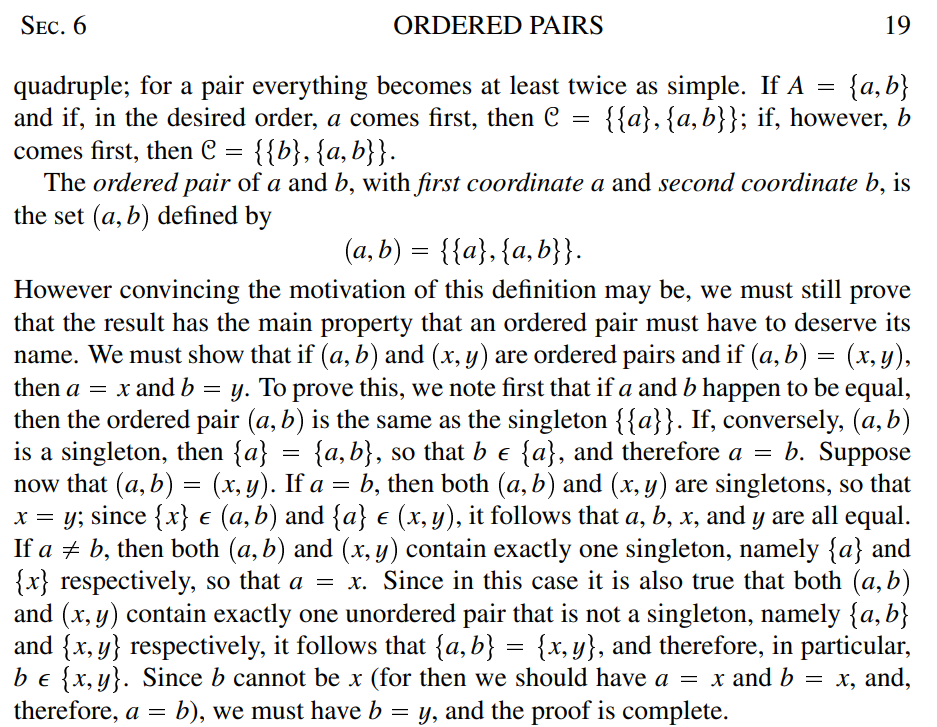 SEC. 6 ORDERED PAIRS 19
quadruple; for a pair everything becomes at least twice as simple. If A = {a, b}
and if, in the desired order, a comes first, then 𝒞 = {{a}, {a, b}}; if, however, b
comes first, then 𝒞 = {{b}, {a, b}}.
The ordered pair of a and b, with first coordinate a and second coordinate b, is
the set (a, b) defined by
(a, b) = {{a}, {a, b}}.
However convincing the motivation of this definition may be, we must still prove
that the result has the main property that an ordered pair must have to deserve its
name. We must show that if (a, b) and (x, y) are ordered pairs and if (a, b) = (x, y),
then a = x and b = y. To prove this, we note first that if a and b happen to be equal,
then the ordered pair (a, b) is the same as the singleton {{a}}. If, conversely, (a, b)
is a singleton, then {a} = {a, b}, so that b ϵ {a}, and therefore a = b. Suppose
now that (a, b) = (x, y). If a = b, then both (a, b) and (x, y) are singletons, so that
x = y; since {x} ϵ (a, b) and {a} ϵ (x, y), it follows that a, b, x, and y are all equal.
If a ≠ b, then both (a, b) and (x, y) contain exactly one singleton, namely {a} and
{x} respectively, so that a = x. Since in this case it is also true that both (a, b)
and (x, y) contain exactly one unordered pair that is not a singleton, namely {a, b}
and {x, y} respectively, it follows that {a, b} = {x, y}, and therefore, in particular,
b ϵ {x, y}. Since b cannot be x (for then we should have a = x and b = x, and,
therefore, a = b), we must have b = y, and the proof is complete.